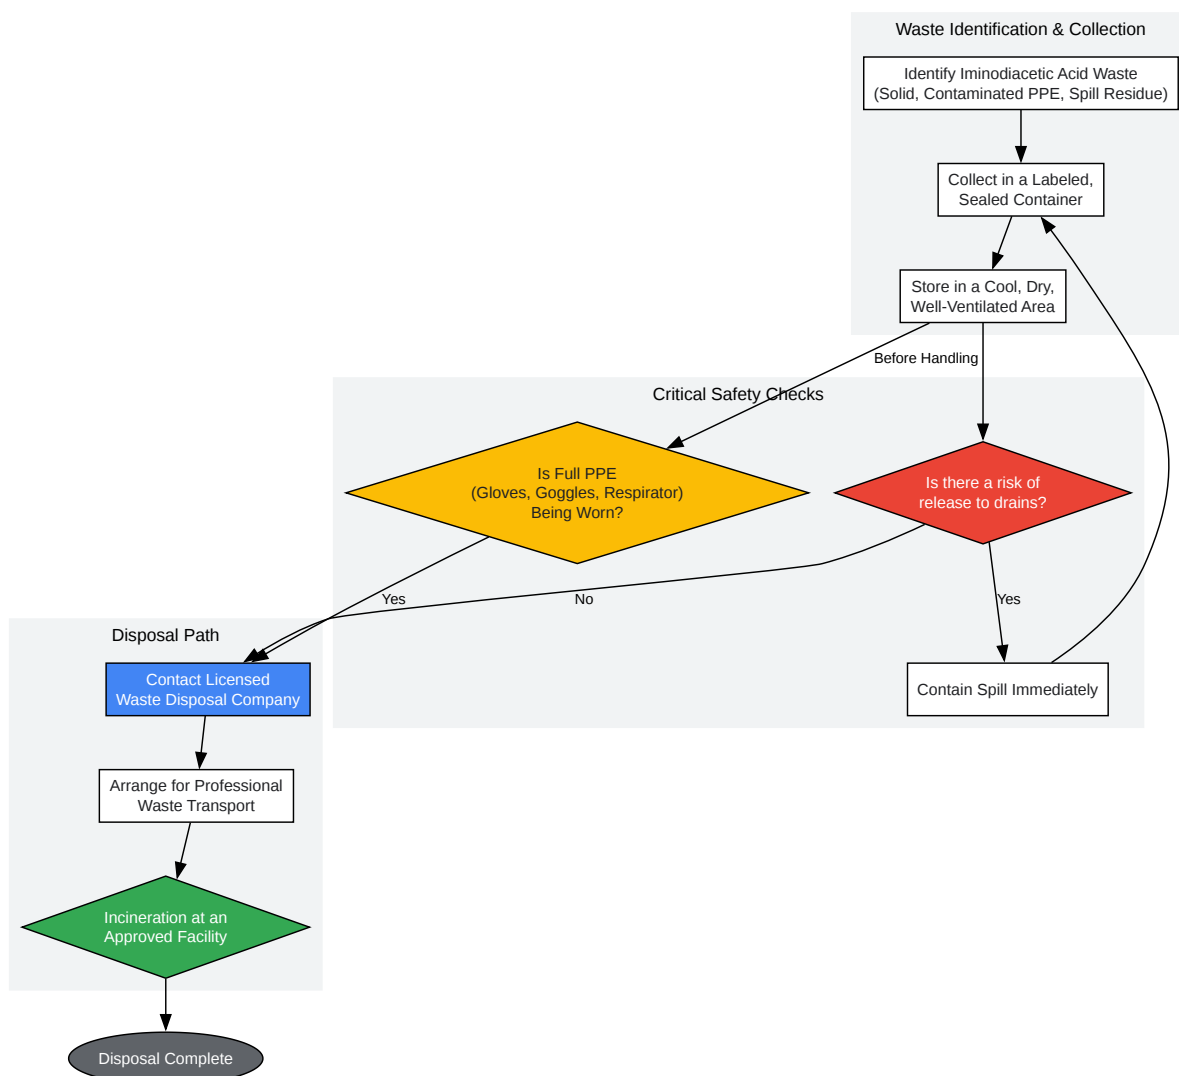 Waste Identification & Collection
Identify Iminodiacetic Acid Waste
(Solid, Contaminated PPE, Spill Residue)
Collect in a Labeled,
Sealed Container
Store in a Cool, Dry,
Well-Ventilated Area
Before Handling
Critical Safety Checks
Is Full PPE
(Gloves, Goggles, Respirator)
Being Worn?
Is there a risk of
release to drains?
Yes
No
Yes
Disposal Path
Contact Licensed
Waste Disposal Company
Contain Spill Immediately
Arrange for Professional
Waste Transport
Incineration at an
Approved Facility
Disposal Complete